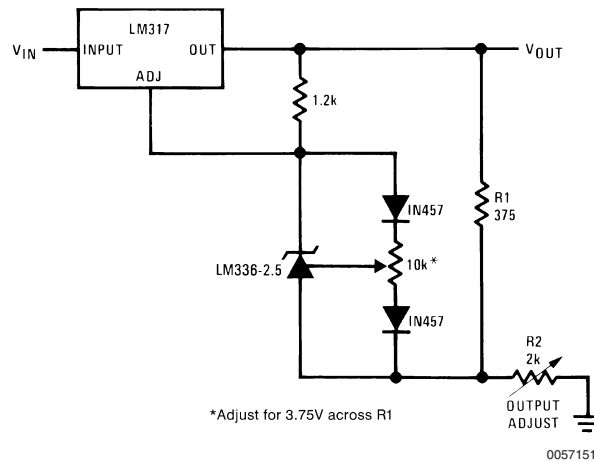 LM317
V_IN
INPUT
OUT
V_OUT
ADJ
1.2k
R1
375
IN457
LM336-2.5
10k*
IN457
R2
2k
OUTPUT
ADJUST
*Adjust for 3.75V across R1
0057151